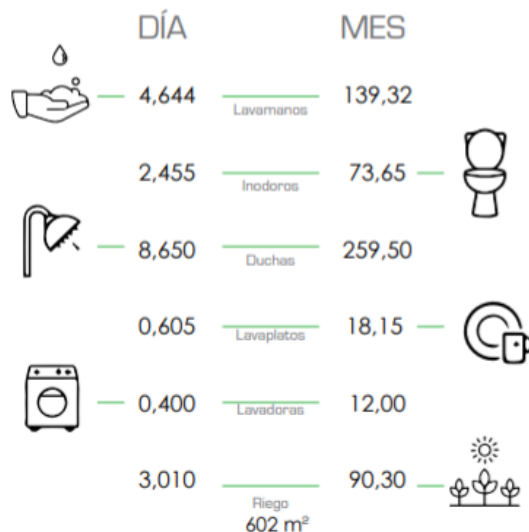 DÍA MES
4,644 Lavamanos 139,32
2,455 Inodoros 73,65
8,650 Duchas 259,50
0,605 Lavaplatos 18,15
0,400 Lavadoras 12,00
3,010 Riego 90,30
602 m²